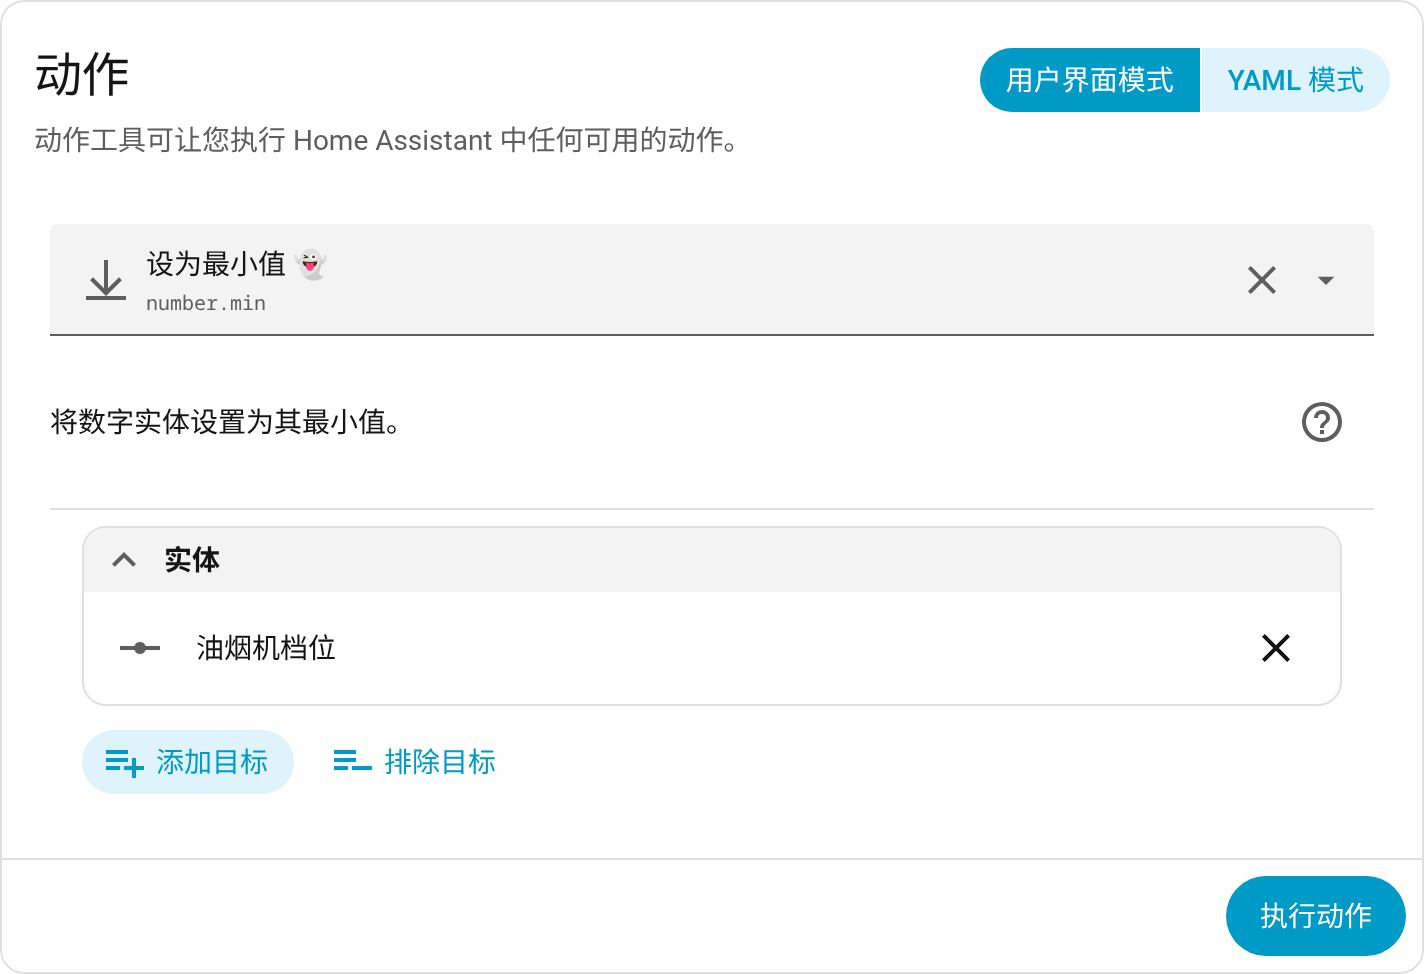 动作
用户界面模式
YAML 模式
动作工具可让您执行 Home Assistant 中任何可用的动作。
设为最小值 👻
number.min
将数字实体设置为其最小值。
实体
油烟机档位
添加目标
排除目标
执行动作